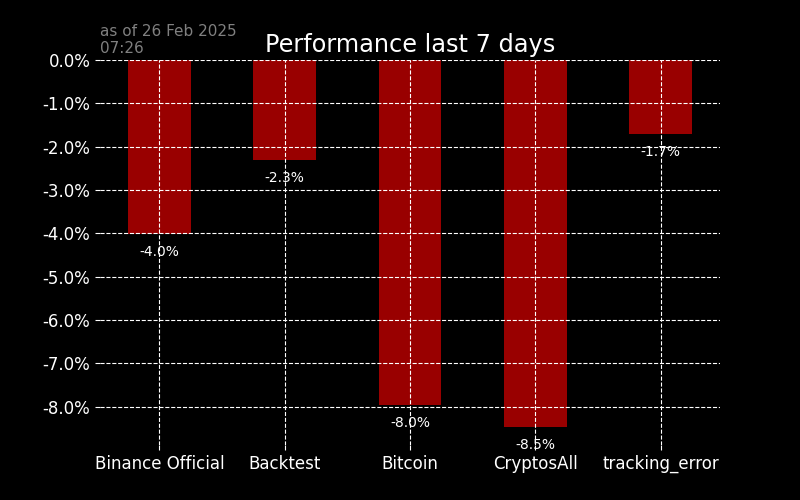 as of 26 Feb 2025
07:26
Performance last 7 days
0.0%
-1.0%
-2.0%
-3.0%
-4.0%
-5.0%
-6.0%
-7.0%
-8.0%
-4.0%
-2.3%
-8.0%
-8.5%
-1.7%
Binance Official
Backtest
Bitcoin
CryptosAll
tracking_error